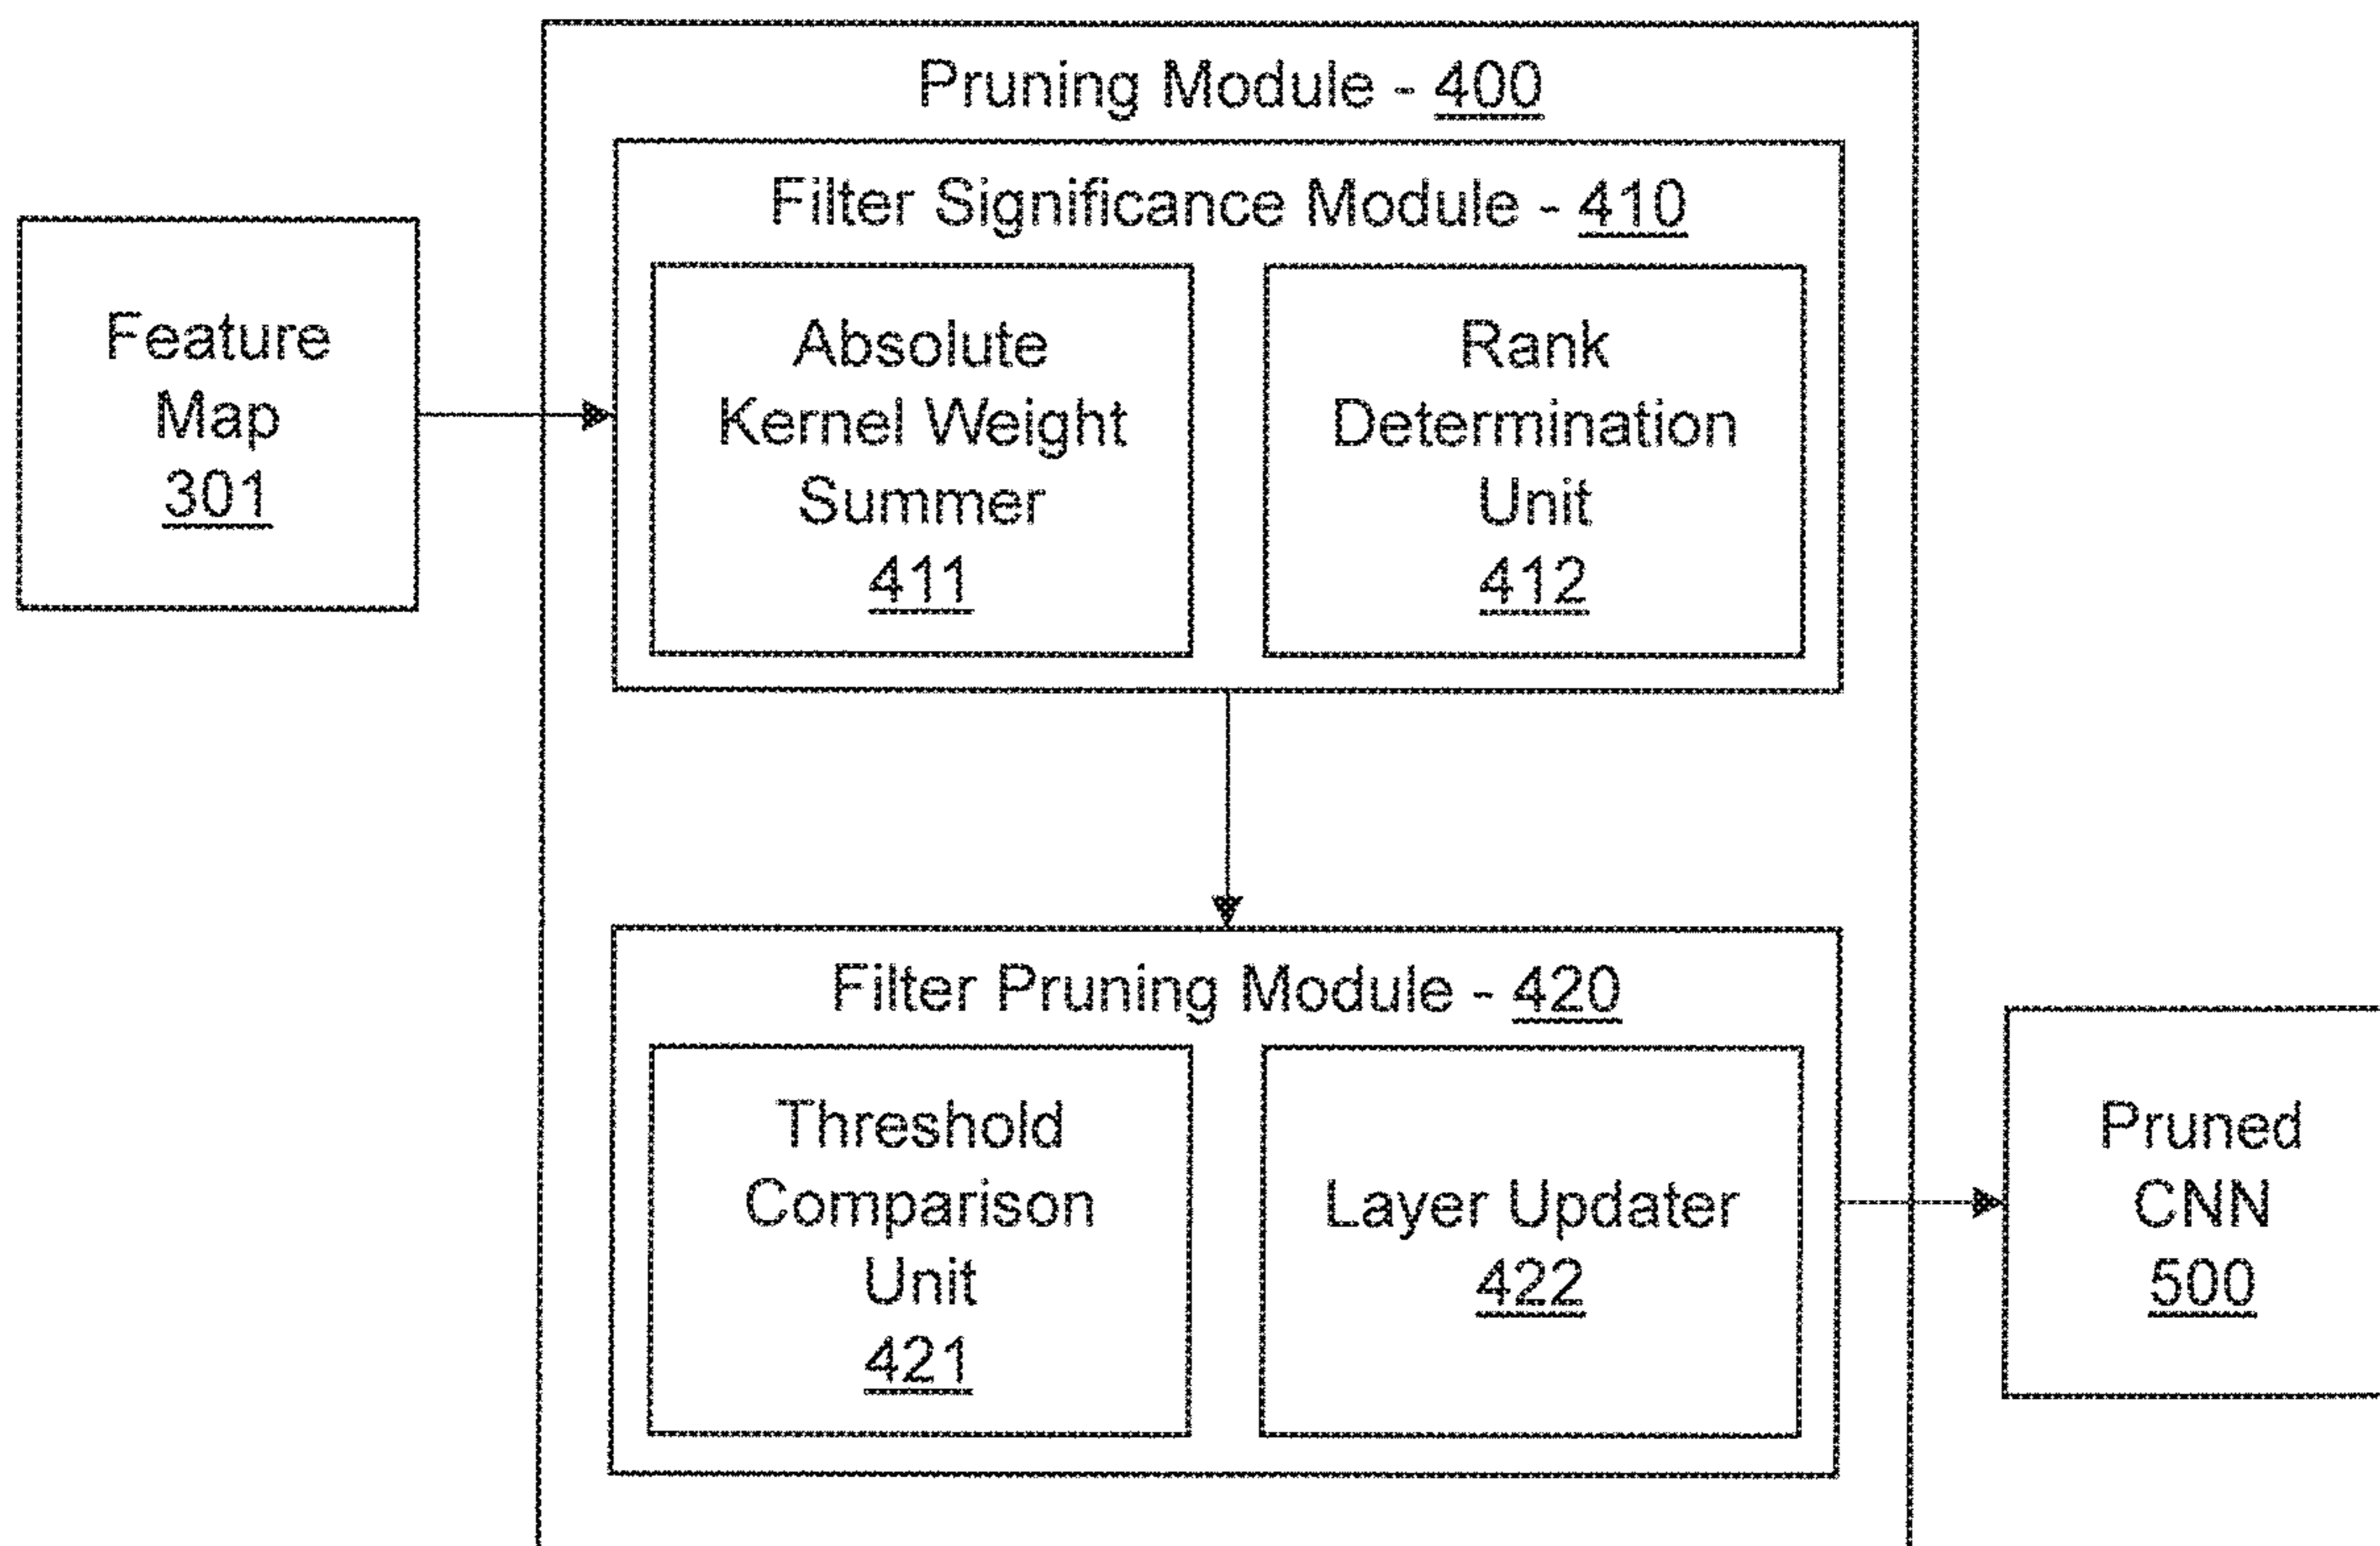 Pruning Module - 400
Filter Significance Module - 410
Feature
Map
301
Absolute
Kernel Weight
Summer
411
Rank
Determination
Unit
412
Filter Pruning Module - 420
Threshold
Comparison
Unit
421
Layer Updater
422
Pruned
CNN
500